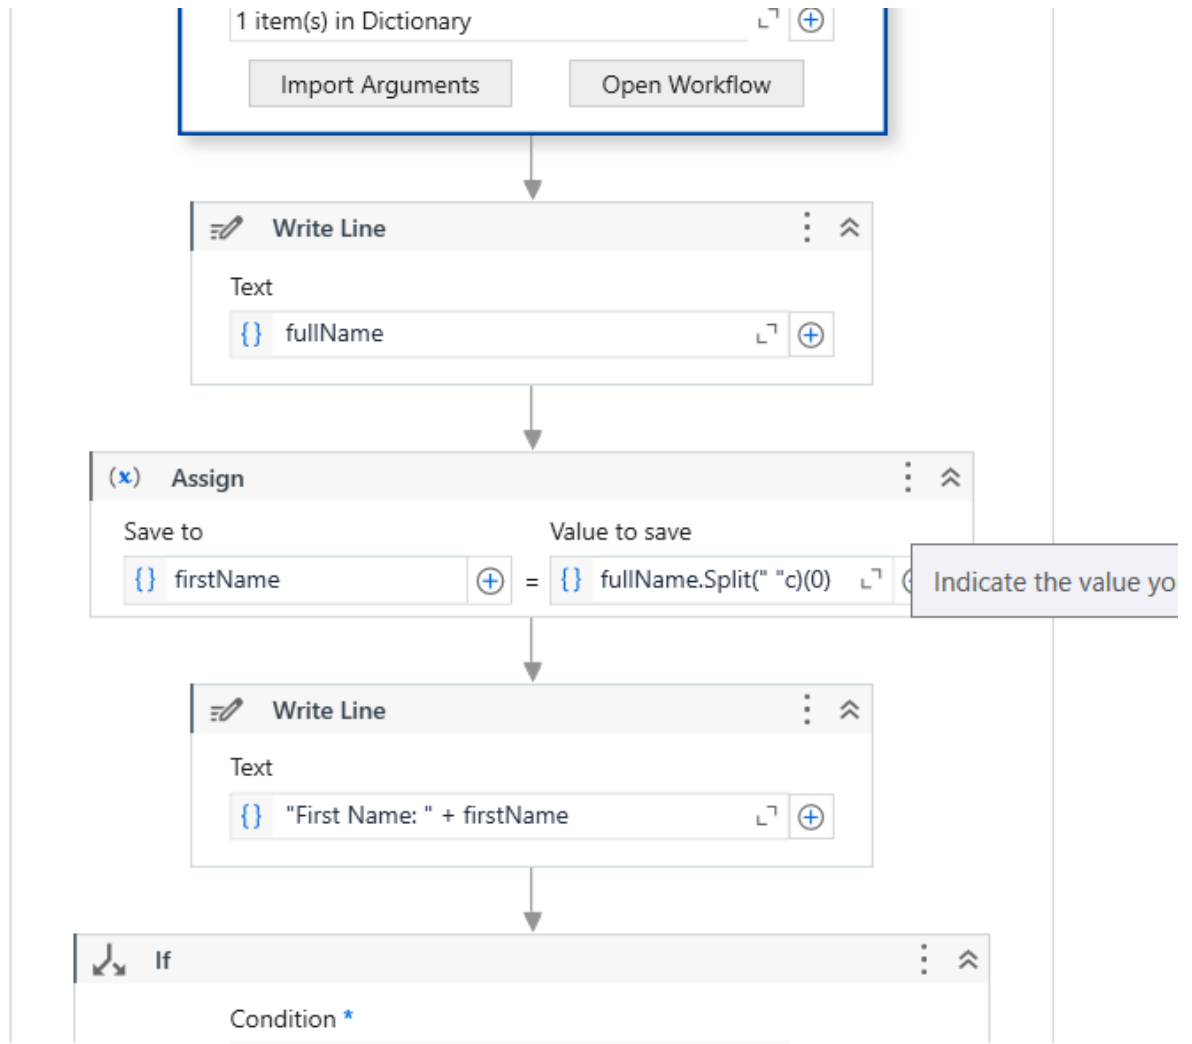 1 item(s) in Dictionary
Import Arguments Open Workflow
Write Line
Text
{} fullName
(x) Assign
Save to Value to save
{} firstName = {} fullName.Split(" "c)(0)
Indicate the value yo
Write Line
Text
{} "First Name: " + firstName
If
Condition *